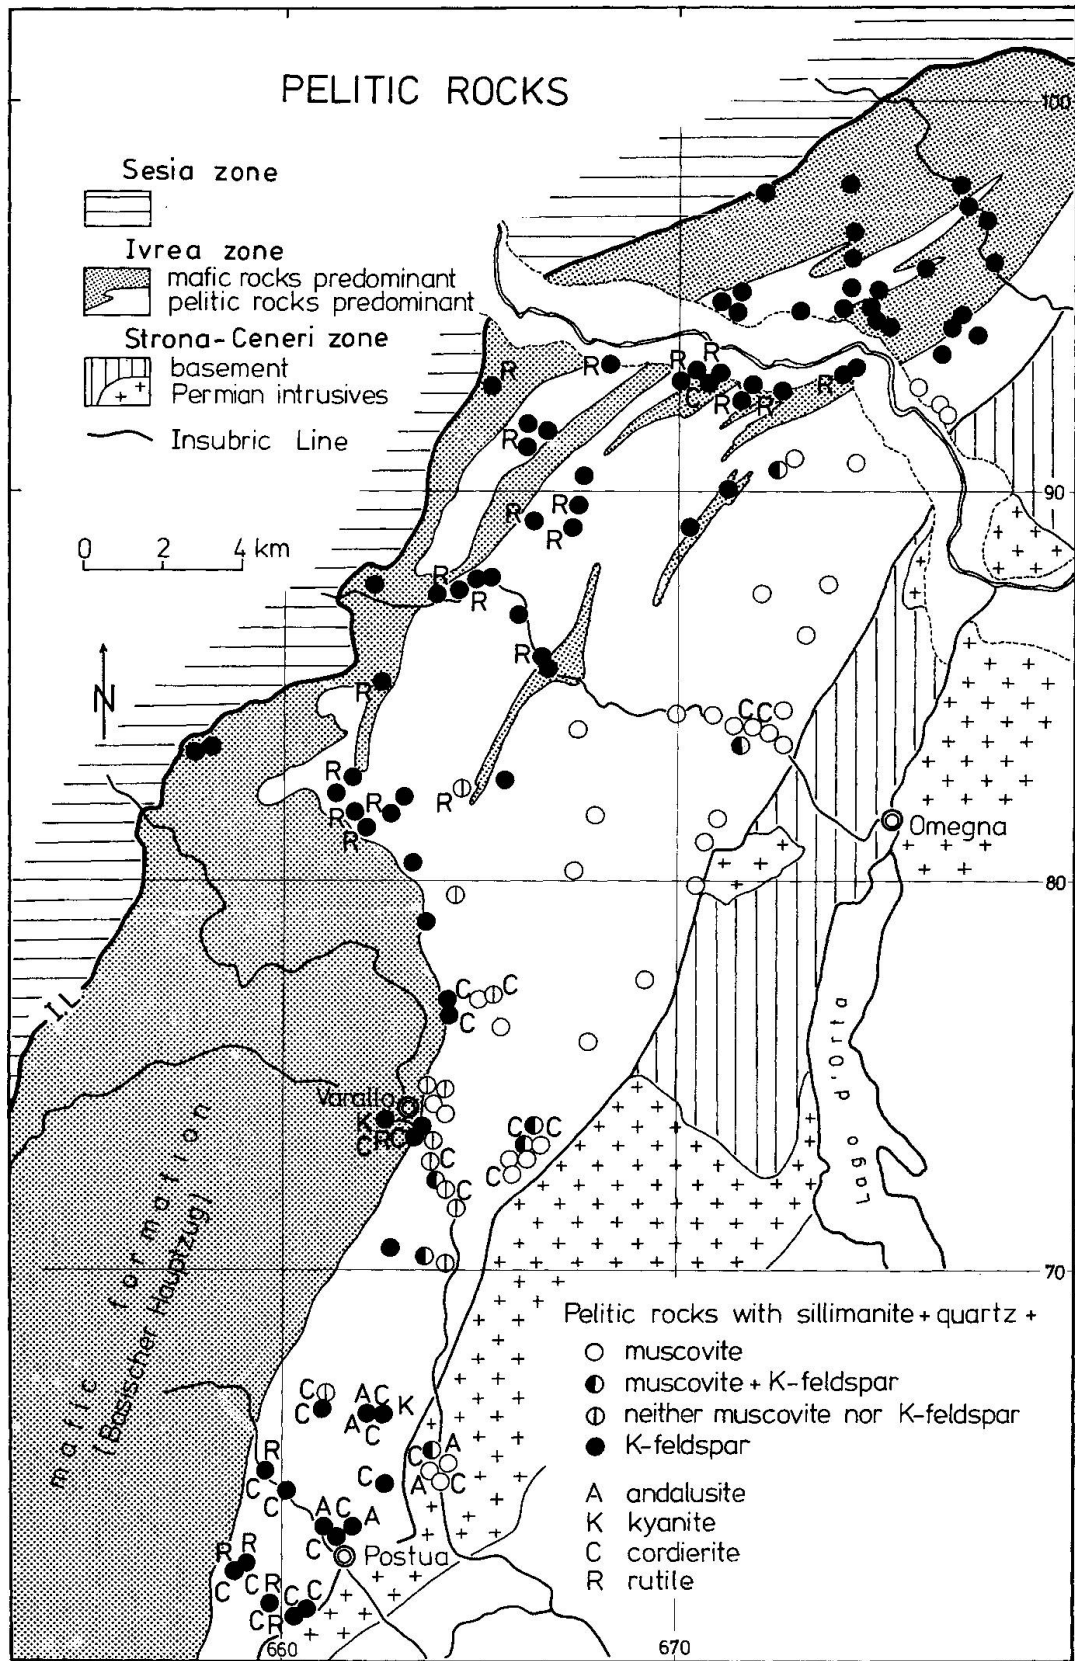 PELITIC ROCKS
100
Sesia zone
Ivrea zone
mafic rocks predominant
pelitic rocks predominant
Strona-Ceneri zone
basement
Permian intrusives
Insubric Line
0 2 4 km
N
90
Omegna
80
I.L.
Varallo
Lago d'Orta
mafic formation
(Basischer Hauptzug)
70
Pelitic rocks with sillimanite + quartz +
muscovite
muscovite + K-feldspar
neither muscovite nor K-feldspar
K-feldspar
A andalusite
K kyanite
C cordierite
R rutile
Postua
660
670